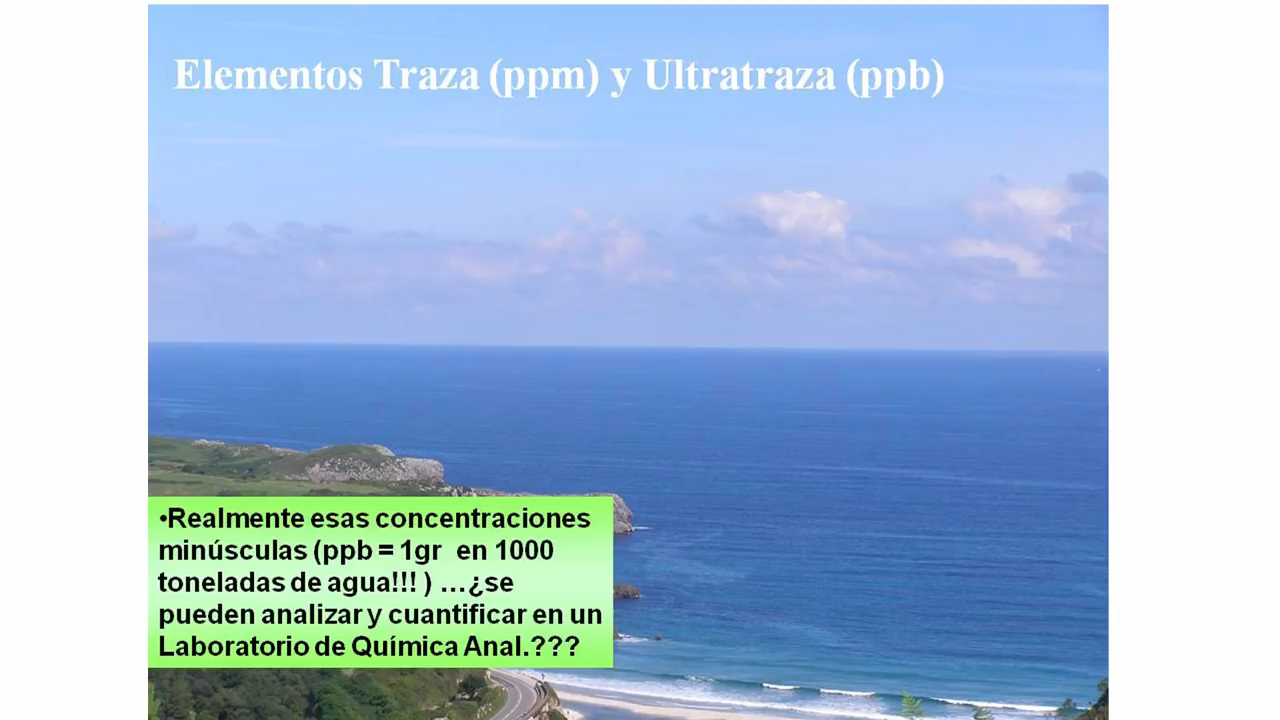 Elementos Traza (ppm) y Ultratraza (ppb)
•Realmente esas concentraciones
minúsculas (ppb = 1gr en 1000
toneladas de agua!!! ) ...¿se
pueden analizar y cuantificar en un
Laboratorio de Química Anal.???